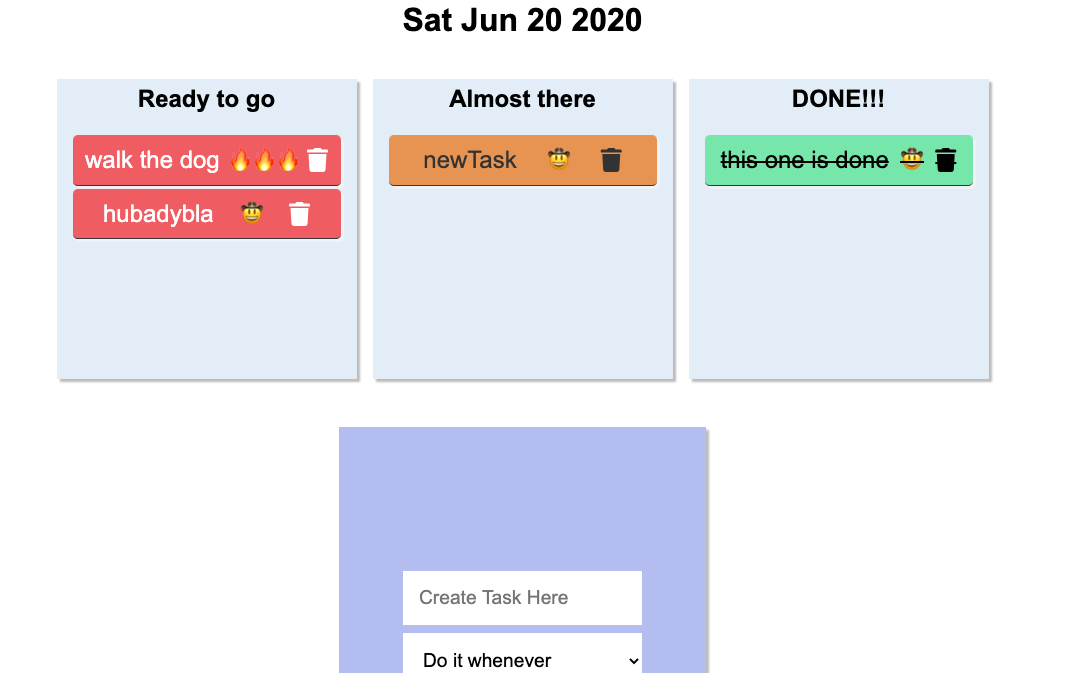 Sat Jun 20 2020
Ready to go
walk the dog 🔥🔥🔥
hubadybla 🤠
Almost there
newTask 🤠
DONE!!!
this one is done 🤠
Create Task Here
Do it whenever